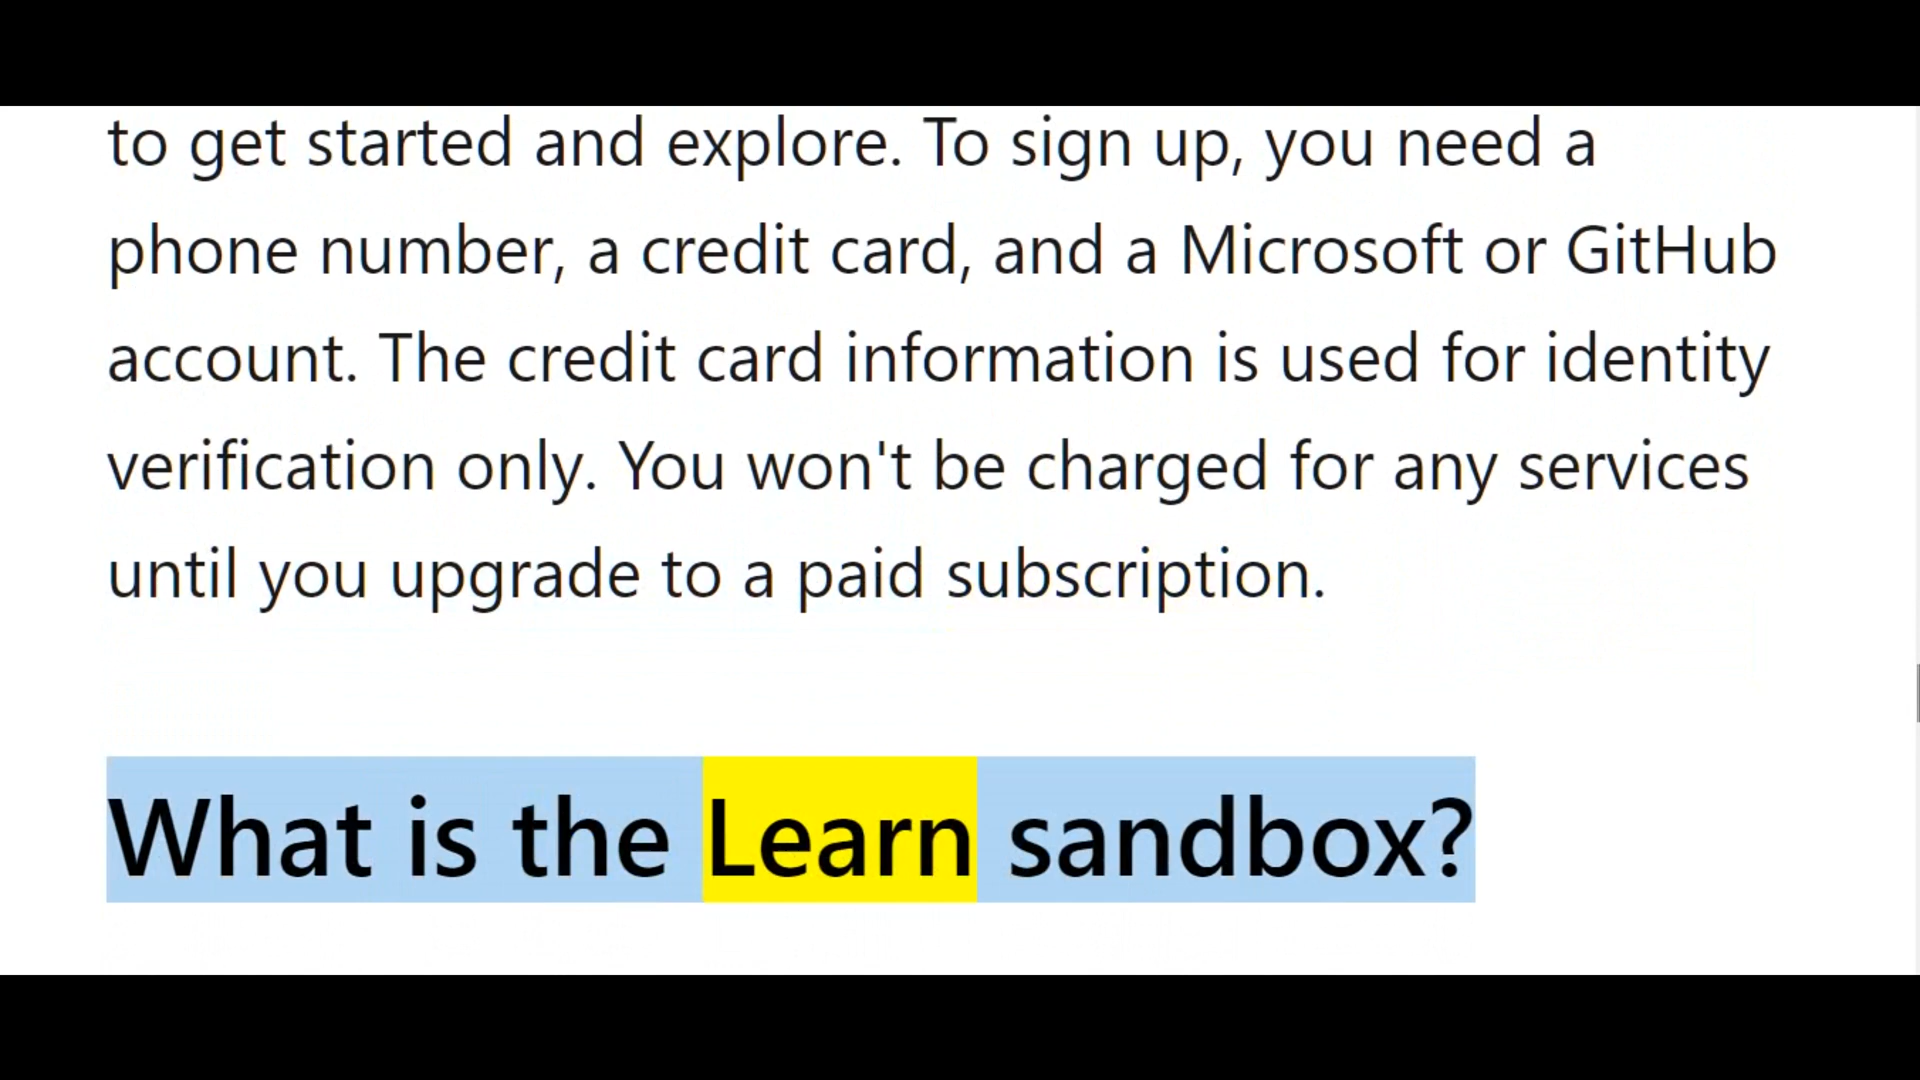 to get started and explore. To sign up, you need a
phone number, a credit card, and a Microsoft or GitHub
account. The credit card information is used for identity
verification only. You won't be charged for any services
until you upgrade to a paid subscription.
What is the Learn sandbox?